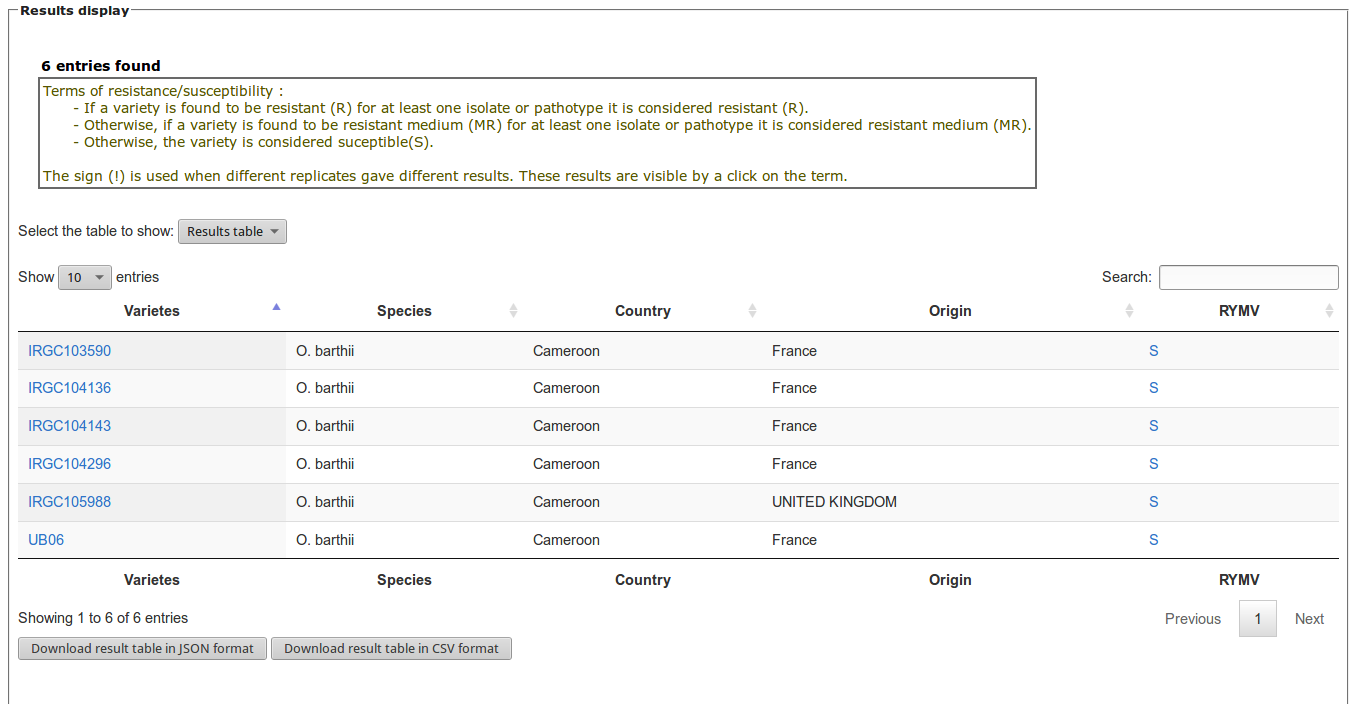 Results display
6 entries found
Terms of resistance/susceptibility :
- If a variety is found to be resistant (R) for at least one isolate or pathotype it is considered resistant (R).
- Otherwise, if a variety is found to be resistant medium (MR) for at least one isolate or pathotype it is considered resistant medium (MR).
- Otherwise, the variety is considered suceptible(S).
The sign (!) is used when different replicates gave different results. These results are visible by a click on the term.
Select the table to show: Results table
Show 10 entries Search:
Varietes Species Country Origin RYMV
IRGC103590 O. barthii Cameroon France S
IRGC104136 O. barthii Cameroon France S
IRGC104143 O. barthii Cameroon France S
IRGC104296 O. barthii Cameroon France S
IRGC105988 O. barthii Cameroon UNITED KINGDOM S
UB06 O. barthii Cameroon France S
Varietes Species Country Origin RYMV
Showing 1 to 6 of 6 entries Previous 1 Next
Download result table in JSON format Download result table in CSV format